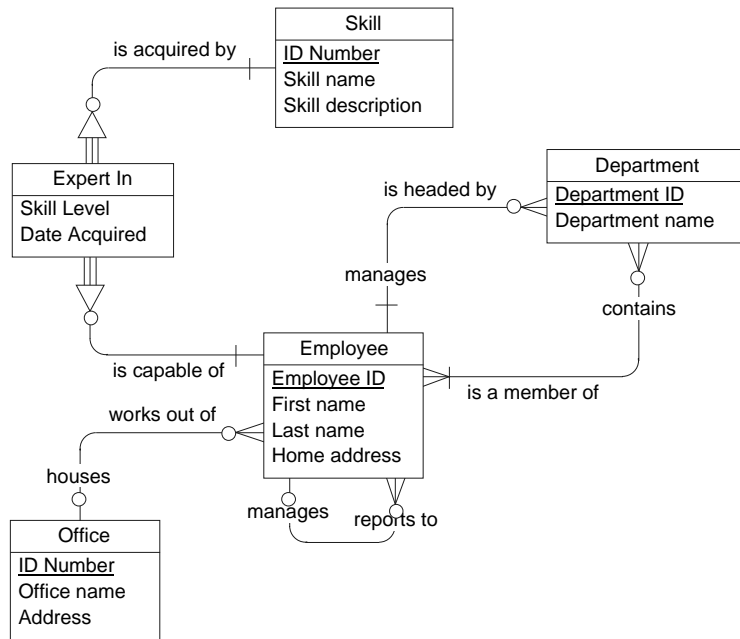 Skill
is acquired by
ID Number
Skill name
Skill description
Expert In
Skill Level
Date Acquired
Department
is headed by
Department ID
Department name
manages
contains
Employee
is capable of
Employee ID
is a member of
First name
works out of
Last name
Home address
houses
manages
reports to
Office
ID Number
Office name
Address